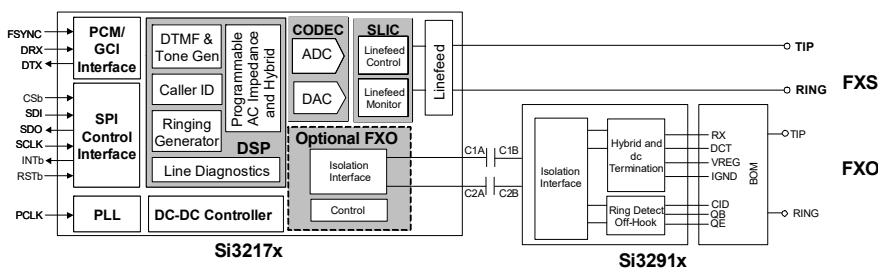 FSYNC
DRX
DTX
PCM/
GCI
Interface
CSb
SDI
SDO
SCLK
INTb
RSTb
SPI
Control
Interface
PCLK
PLL
DTMF &
Tone Gen
Caller ID
Ringing
Generator
Programmable
AC Impedance
and Hybrid
DSP
Line Diagnostics
DC-DC Controller
CODEC
ADC
DAC
SLIC
Linefeed
Control
Linefeed
Monitor
Linefeed
Optional FXO
Isolation
Interface
Control
Si3217x
TIP
RING
FXS
C1A
C1B
C2A
C2B
Isolation
Interface
Hybrid and
dc
Termination
Ring Detect
Off-Hook
RX
DCT
VREG
IGND
CID
QB
QE
BOM
TIP
FXO
RING
Si3291x